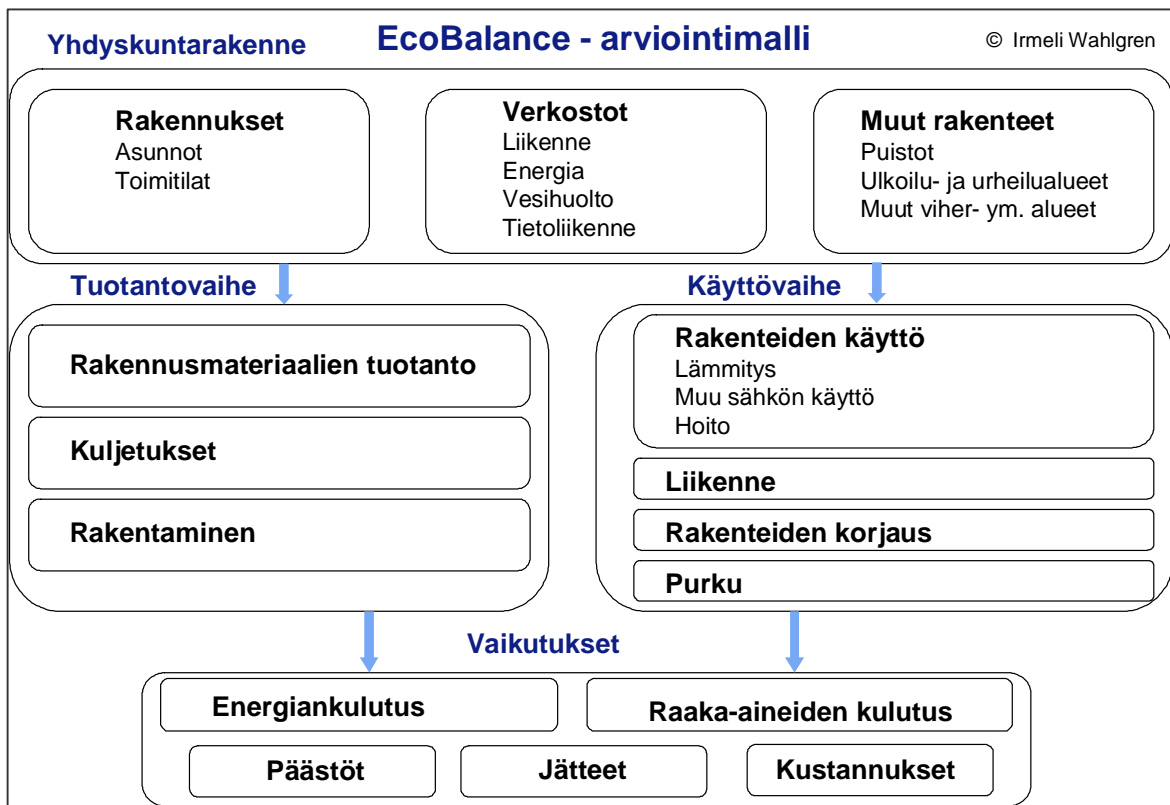 Yhdyskuntarakenne
EcoBalance - arviointimalli
© Irmeli Wahlgren
Rakennukset
Asunnot
Toimitilat
Verkostot
Liikenne
Energia
Vesihuolto
Tietoliikenne
Muut rakenteet
Puistot
Ulkoilu- ja urheilualueet
Muut viher- ym. alueet
Tuotantovaihe
Rakennusmateriaalien tuotanto
Kuljetukset
Rakentaminen
Käyttövaihe
Rakenteiden käyttö
Lämmitys
Muu sähkön käyttö
Hoito
Liikenne
Rakenteiden korjaus
Purku
Vaikutukset
Energiankulutus
Raaka-aineiden kulutus
Päästöt
Jätteet
Kustannukset